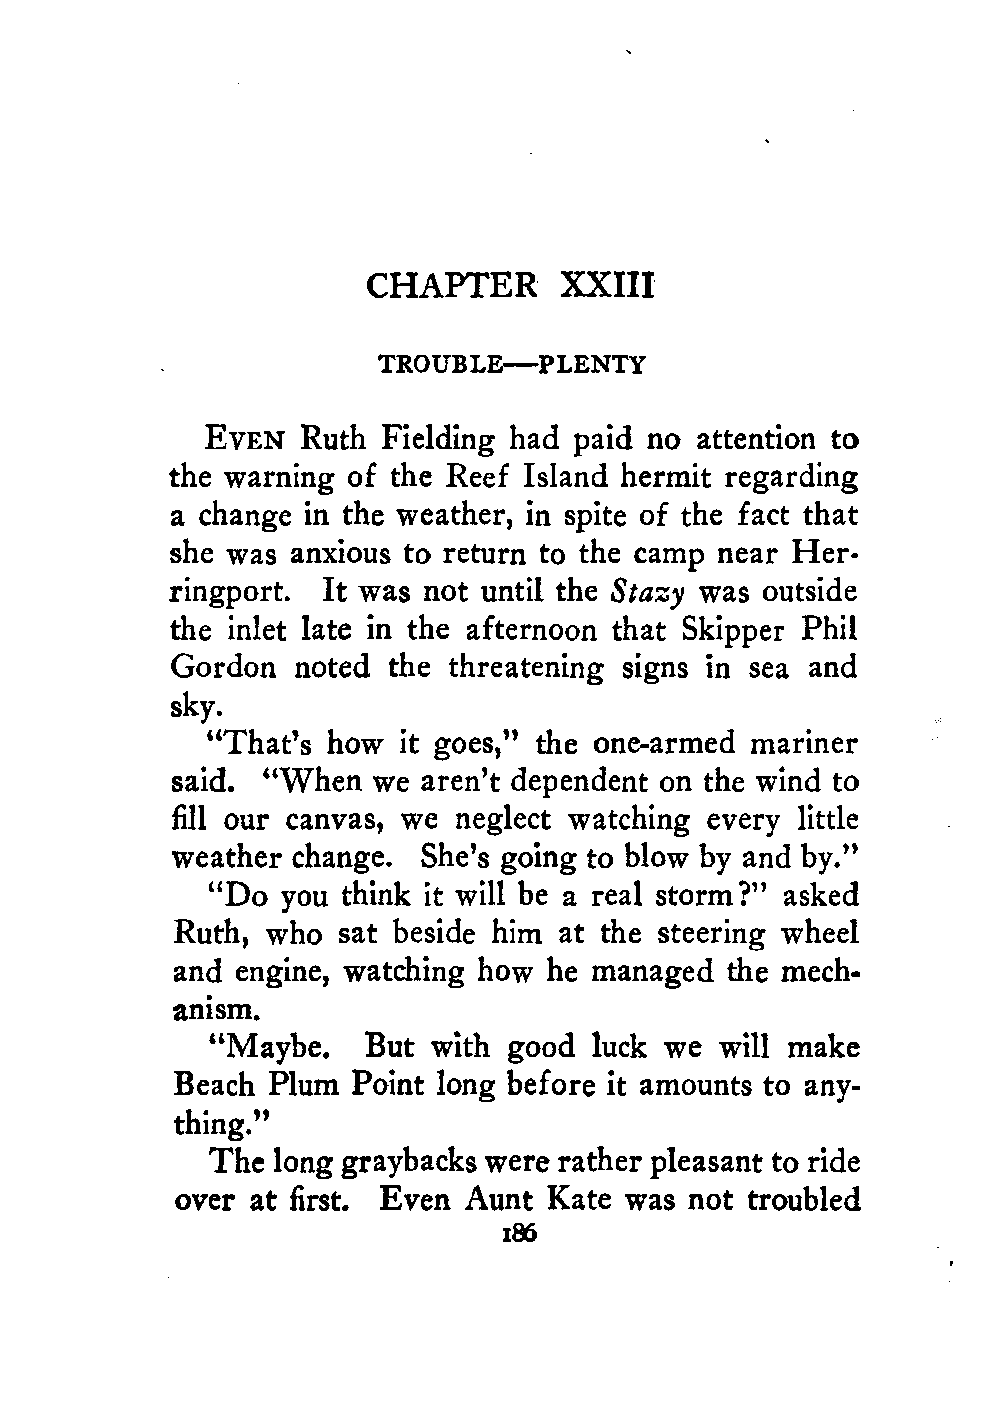 CHAPTER XXIII
TROUBLE—PLENTY
EVEN Ruth Fielding had paid no attention to
the warning of the Reef Island hermit regarding
a change in the weather, in spite of the fact that
she was anxious to return to the camp near Her-
ringport. It was not until the Stazy was outside
the inlet late in the afternoon that Skipper Phil
Gordon noted the threatening signs in sea and
sky.
"That's how it goes," the one-armed mariner
said. "When we aren't dependent on the wind to
fill our canvas, we neglect watching every little
weather change. She's going to blow by and by."
"Do you think it will be a real storm?" asked
Ruth, who sat beside him at the steering wheel
and engine, watching how he managed the mech-
anism.
"Maybe. But with good luck we will make
Beach Plum Point long before it amounts to any-
thing."
The long graybacks were rather pleasant to ride
over at first. Even Aunt Kate was not troubled
186